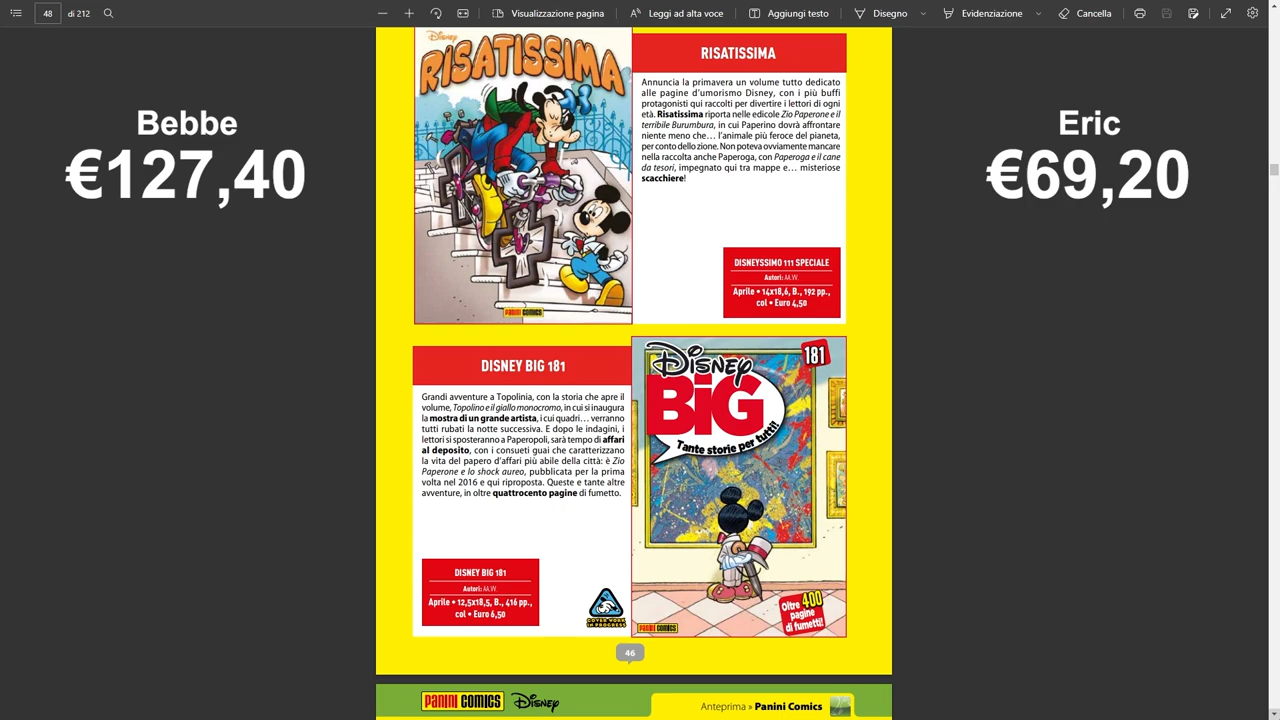 48
di 212
Leggi ad alta voce
Aggiungi testo
Visualizzazione pagina
Disegno
Evidenziazione
Cancella
Bebbe
€127,40
Eric
€69,20
Disney
RISATISSIMA
PANINI COMICS
RISATISSIMA
Annuncia la primavera un volume tutto dedicato
alle pagine d'umorismo Disney, con i più buffi
protagonisti qui raccolti per divertire i lettori di ogni
età. Risatissima riporta nelle edicole Zio Paperone e il
terribile Burumbura, in cui Paperino dovrà affrontare
niente meno che… l'animale più feroce del pianeta,
per conto dello zione. Non poteva ovviamente mancare
nella raccolta anche Paperoga, con Paperoga e il cane
da tesori, impegnato qui tra mappe e… misteriose
scacchiere!
DISNEYSSIMO 111 SPECIALE
Autori: AA.VV.
Aprile • 14x18,6, B., 192 pp.,
col • Euro 4,50
DISNEY BIG 181
Grandi avventure a Topolinia, con la storia che apre il
volume, Topolino e il giallo monocromo, in cui si inaugura
la mostra di un grande artista, i cui quadri… verranno
tutti rubati la notte successiva. E dopo le indagini, i
lettori si sposteranno a Paperopoli, sarà tempo di affari
al deposito, con i consueti guai che caratterizzano
la vita del papero d'affari più abile della città: è Zio
Paperone e lo shock aureo, pubblicata per la prima
volta nel 2016 e qui riproposta. Queste e tante altre
avventure, in oltre quattrocento pagine di fumetto.
DISNEY BIG 181
Autori: AA.VV.
Aprile • 12,5x18,5, B., 416 pp.,
col • Euro 6,50
COVER WORK
IN PROGRESS
181
Disney
BIG
Tante storie per tutti!
Oltre 400
pagine
di fumetti!
PANINI COMICS
46
PANINI COMICS
Disney
Anteprima » Panini Comics